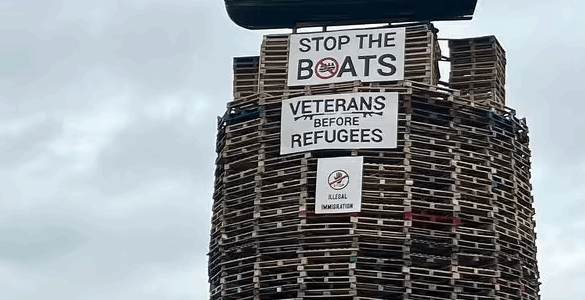 STOP THE
BOATS
VETERANS
BEFORE
REFUGEES
ILLEGAL
IMMIGRATION